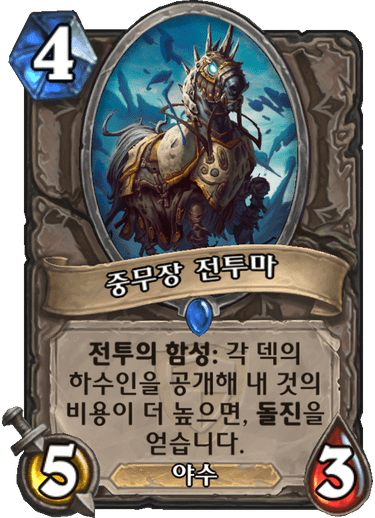 4
중무장 전투마
전투의 함성: 각 덱의
하수인을 공개해 내 것의
비용이 더 높으면, 돌진을
얻습니다.
5
야수
3